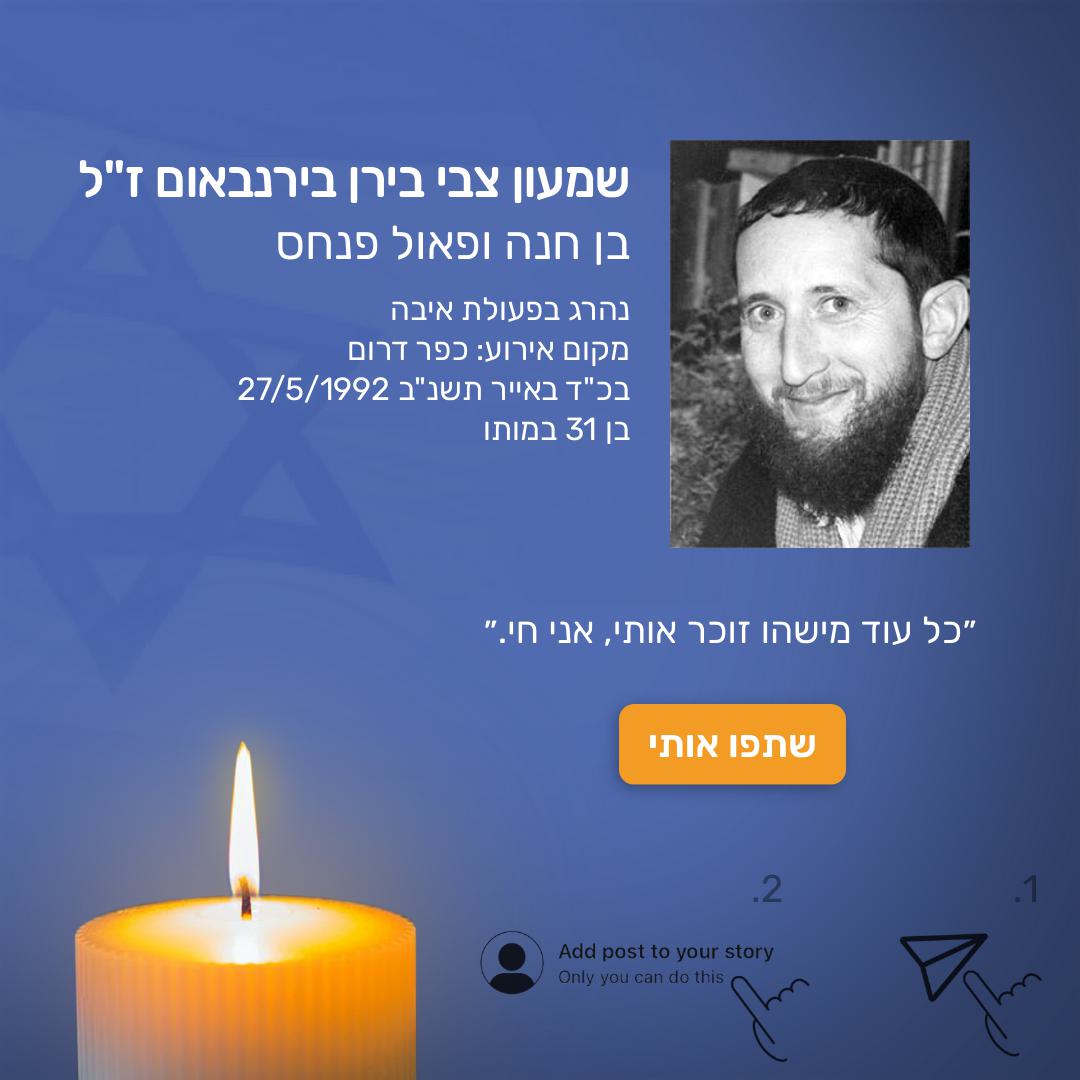 שמעון צבי בירן בירנבאום ז"ל
בן חנה ופאול פנחס
נהרג בפעולת איבה
מקום אירוע: כפר דרום
בכ"ד באייר תשנ"ב 27/5/1992
בן 31 במותו
״כל עוד מישהו זוכר אותי, אני חי.״
שתפו אותי
1.
2.
Add post to your story
Only you can do this